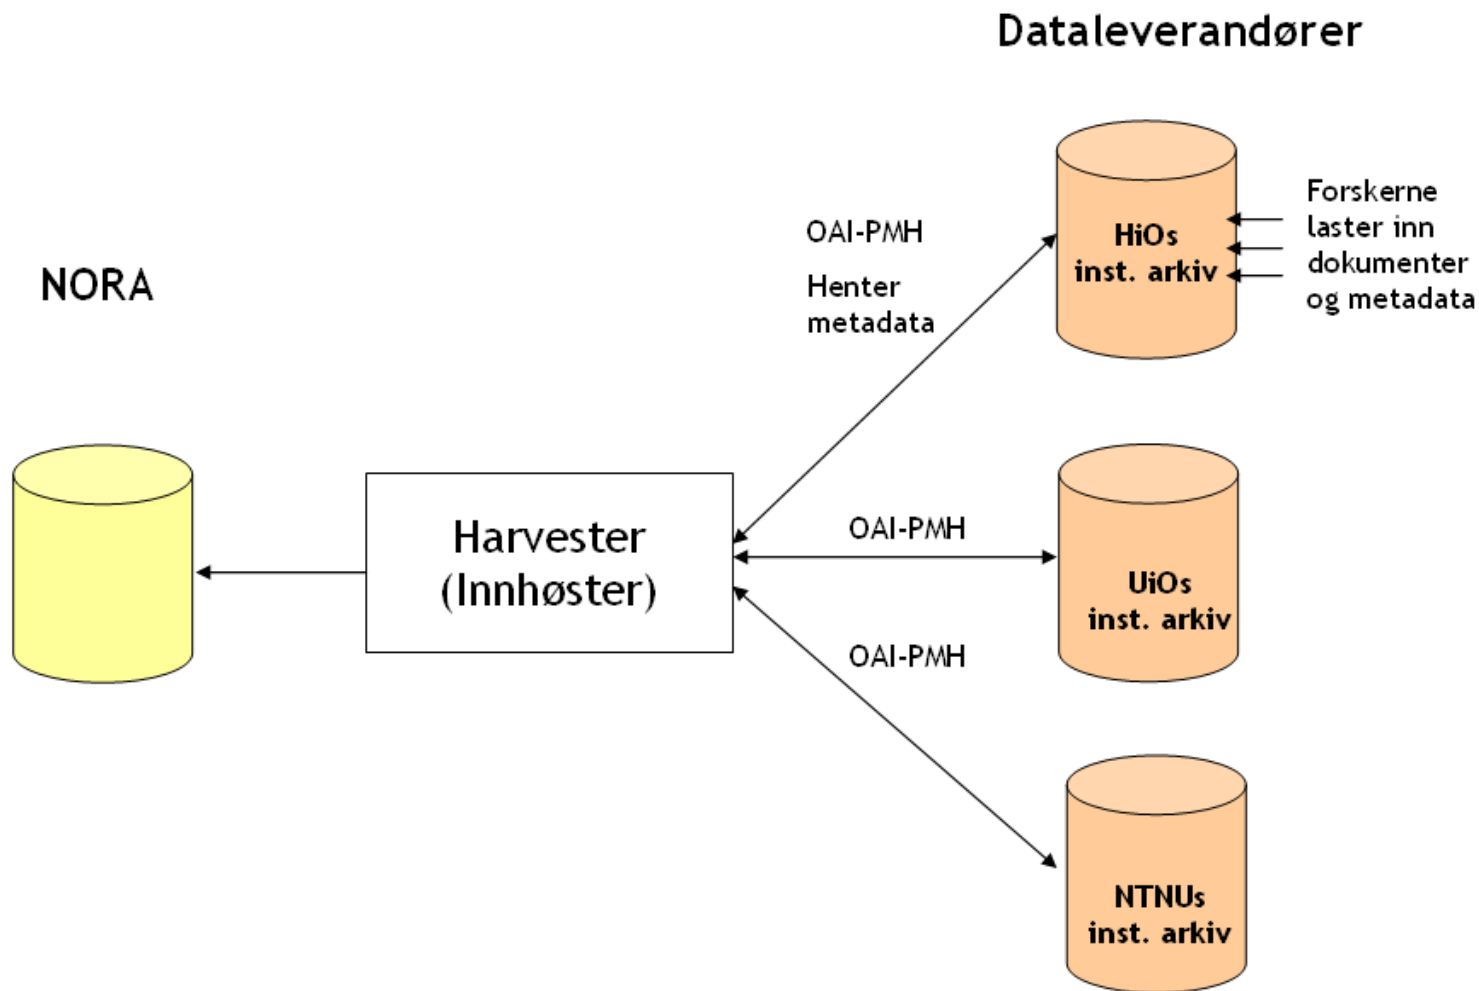 Dataleverandører
NORA
OAI-PMH
Henter
metadata
HiOs
inst. arkiv
Forskerne
laster inn
dokumenter
og metadata
Harvester
(Innhøster)
OAI-PMH
UiOs
inst. arkiv
OAI-PMH
NTNUs
inst. arkiv